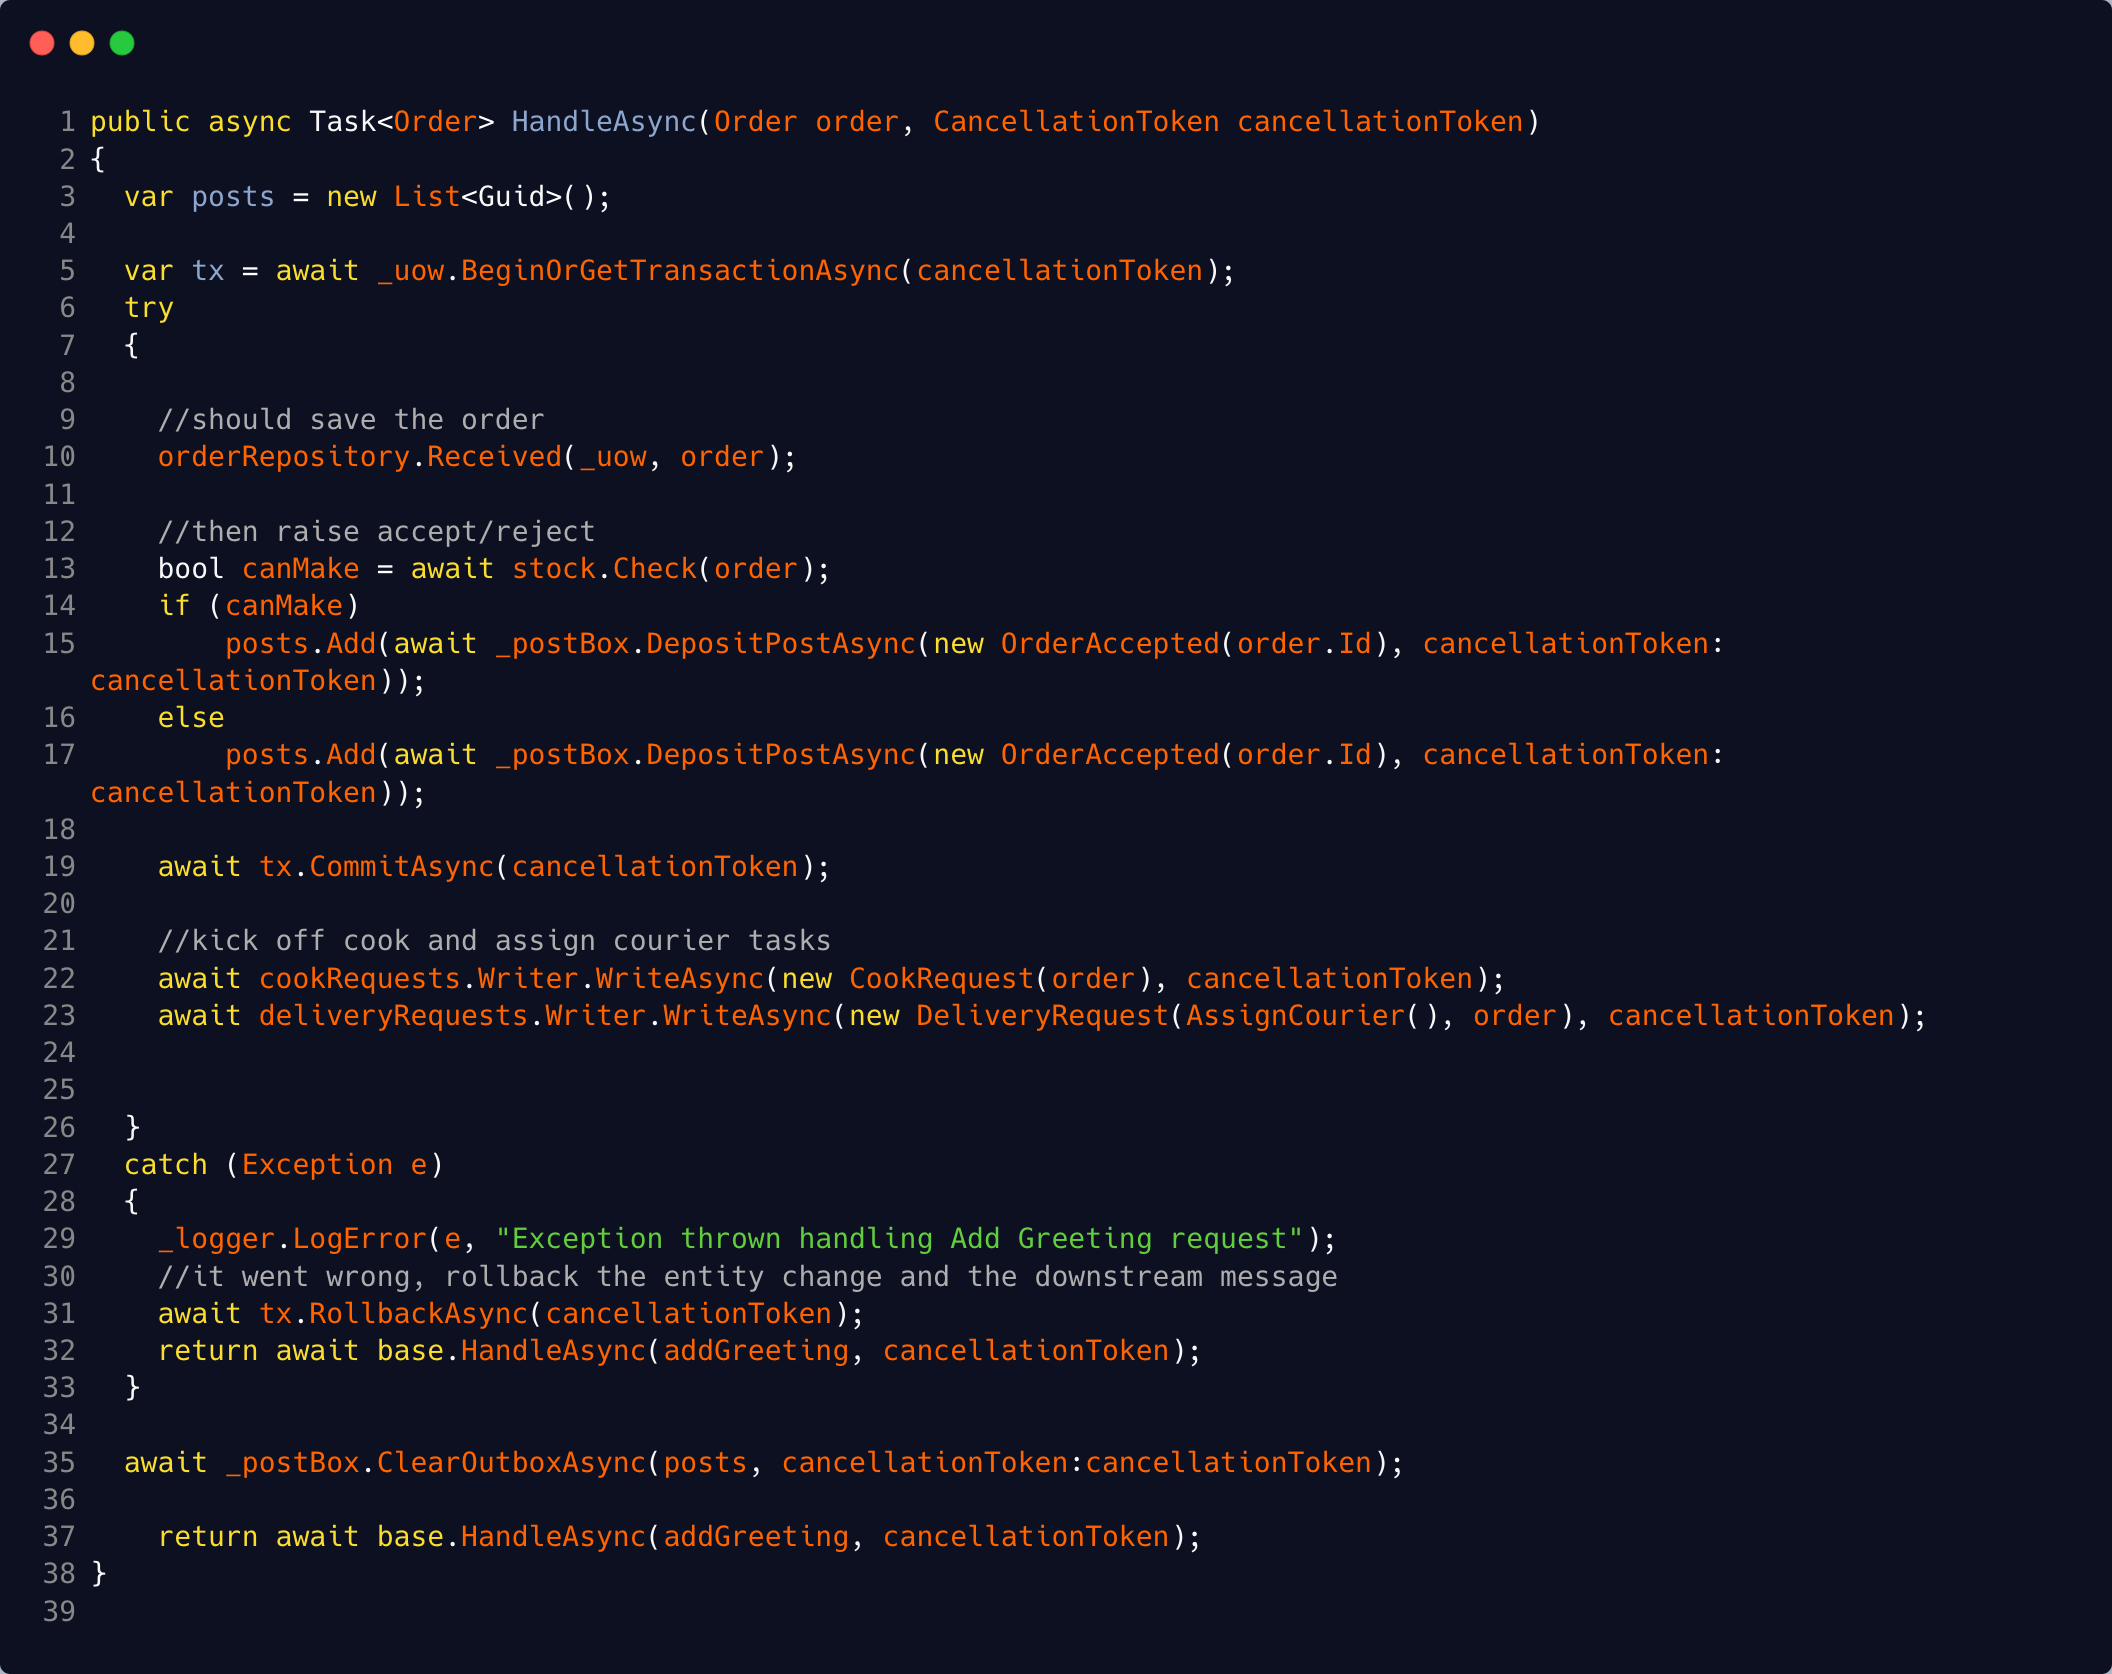 1 public async Task<Order> HandleAsync(Order order, CancellationToken cancellationToken)
2 {
3   var posts = new List<Guid>();
4
5   var tx = await _uow.BeginOrGetTransactionAsync(cancellationToken);
6   try
7   {
8
9     //should save the order
10     orderRepository.Received(_uow, order);
11
12     //then raise accept/reject
13     bool canMake = await stock.Check(order);
14     if (canMake)
15         posts.Add(await _postBox.DepositPostAsync(new OrderAccepted(order.Id), cancellationToken:
cancellationToken));
16     else
17         posts.Add(await _postBox.DepositPostAsync(new OrderAccepted(order.Id), cancellationToken:
cancellationToken));
18
19     await tx.CommitAsync(cancellationToken);
20
21     //kick off cook and assign courier tasks
22     await cookRequests.Writer.WriteAsync(new CookRequest(order), cancellationToken);
23     await deliveryRequests.Writer.WriteAsync(new DeliveryRequest(AssignCourier(), order), cancellationToken);
24
25
26   }
27   catch (Exception e)
28   {
29     _logger.LogError(e, "Exception thrown handling Add Greeting request");
30     //it went wrong, rollback the entity change and the downstream message
31     await tx.RollbackAsync(cancellationToken);
32     return await base.HandleAsync(addGreeting, cancellationToken);
33   }
34
35   await _postBox.ClearOutboxAsync(posts, cancellationToken:cancellationToken);
36
37     return await base.HandleAsync(addGreeting, cancellationToken);
38 }
39